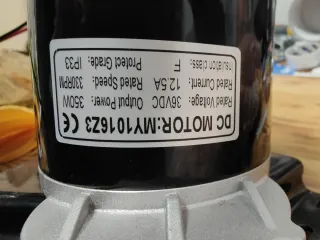 DC MOTOR:MY1016Z3 CE
Rated Voltage: 36VDC Output Power: 350W
Rated Current: 12.5A Rated Speed: 330RPM
Insulation class: F Protect Grade: IP33